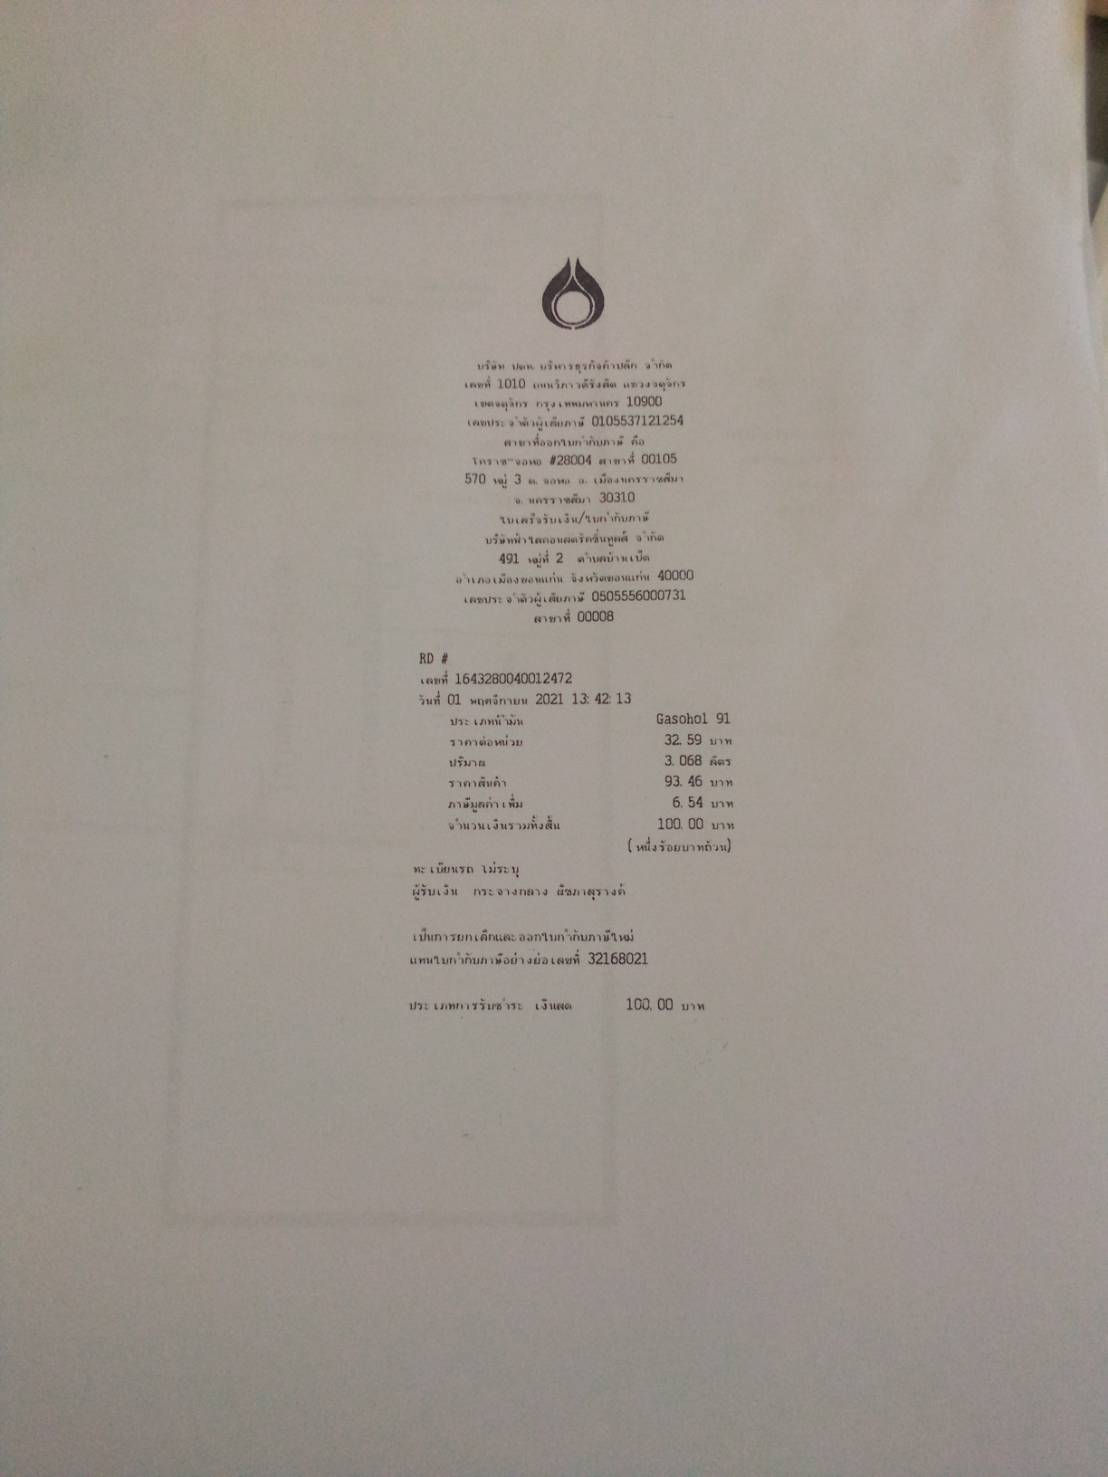 บริษัท ปตท. บริหารธุรกิจค้าปลีก จำกัด
เลขที่ 1010 ถนนวิภาวดีรังสิต แขวงจตุจักร
เขตจตุจักร กรุงเทพมหานคร 10900
เลขประจำตัวผู้เสียภาษี 0105537121254
สาขาที่ออกใบกำกับภาษี คือ
โคราช-จอหอ #28004 สาขาที่ 00105
570 หมู่ 3 ต. จอหอ อ. เมืองนครราชสีมา
จ. นครราชสีมา 30310
ใบเสร็จรับเงิน/ใบกำกับภาษี
บริษัทฟ้าใสคอนสตรัคชั่นทูลส์ จำกัด
491 หมู่ที่ 2 ตำบลบ้านเป็ด
อำเภอเมืองขอนแก่น จังหวัดขอนแก่น 40000
เลขประจำตัวผู้เสียภาษี 0505556000731
สาขาที่ 00008
RD #
เลขที่ 1643280040012472
วันที่ 01 พฤศจิกายน 2021 13:42:13
ประเภทน้ำมัน Gasohol 91
ราคาต่อหน่วย 32.59 บาท
ปริมาณ 3.068 ลิตร
ราคาสินค้า 93.46 บาท
ภาษีมูลค่าเพิ่ม 6.54 บาท
จำนวนเงินรวมทั้งสิ้น 100.00 บาท
(หนึ่งร้อยบาทถ้วน)
ทะเบียนรถ ไม่ระบุ
ผู้รับเงิน กระจางกลาง
เป็นการยกเลิกและออกใบกำกับภาษีใหม่
แทนใบกำกับภาษีอย่างย่อเลขที่ 32168021
ประเภทการรับชำระ เงินสด 100.00 บาท